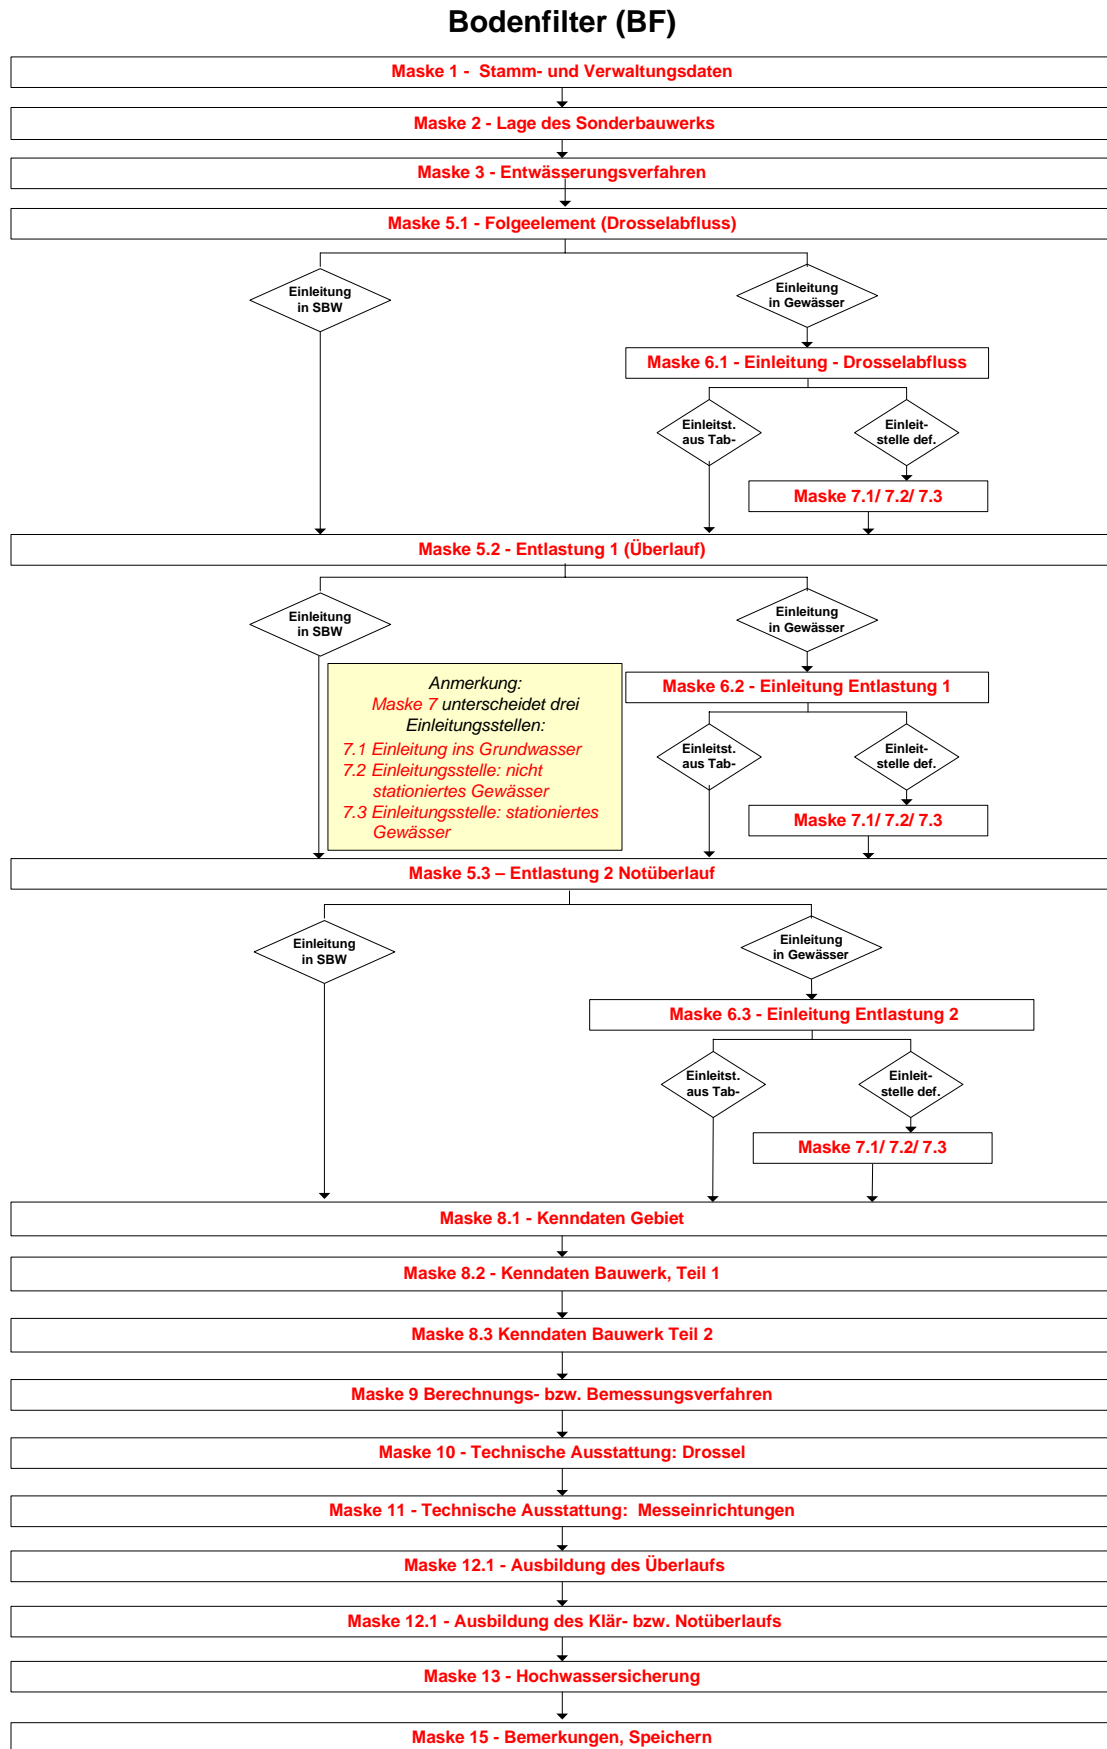 Bodenfilter (BF)
Maske 1 - Stamm- und Verwaltungsdaten
Maske 2 - Lage des Sonderbauwerks
Maske 3 - Entwässerungsverfahren
Maske 5.1 - Folgeelement (Drosselabfluss)
Einleitung
in SBW
Einleitung
in Gewässer
Maske 6.1 - Einleitung - Drosselabfluss
Einleitst.
aus Tab-
Einleit-
stelle def.
Maske 7.1/ 7.2/ 7.3
Maske 5.2 - Entlastung 1 (Überlauf)
Einleitung
in SBW
Einleitung
in Gewässer
Anmerkung:
Maske 7 unterscheidet drei
Einleitungsstellen:
7.1 Einleitung ins Grundwasser
7.2 Einleitungsstelle: nicht
stationiertes Gewässer
7.3 Einleitungsstelle: stationiertes
Gewässer
Maske 6.2 - Einleitung Entlastung 1
Einleitst.
aus Tab-
Einleit-
stelle def.
Maske 7.1/ 7.2/ 7.3
Maske 5.3 – Entlastung 2 Notüberlauf
Einleitung
in SBW
Einleitung
in Gewässer
Maske 6.3 - Einleitung Entlastung 2
Einleitst.
aus Tab-
Einleit-
stelle def.
Maske 7.1/ 7.2/ 7.3
Maske 8.1 - Kenndaten Gebiet
Maske 8.2 - Kenndaten Bauwerk, Teil 1
Maske 8.3 Kenndaten Bauwerk Teil 2
Maske 9 Berechnungs- bzw. Bemessungsverfahren
Maske 10 - Technische Ausstattung: Drossel
Maske 11 - Technische Ausstattung: Messeinrichtungen
Maske 12.1 - Ausbildung des Überlaufs
Maske 12.1 - Ausbildung des Klär- bzw. Notüberlaufs
Maske 13 - Hochwassersicherung
Maske 15 - Bemerkungen, Speichern